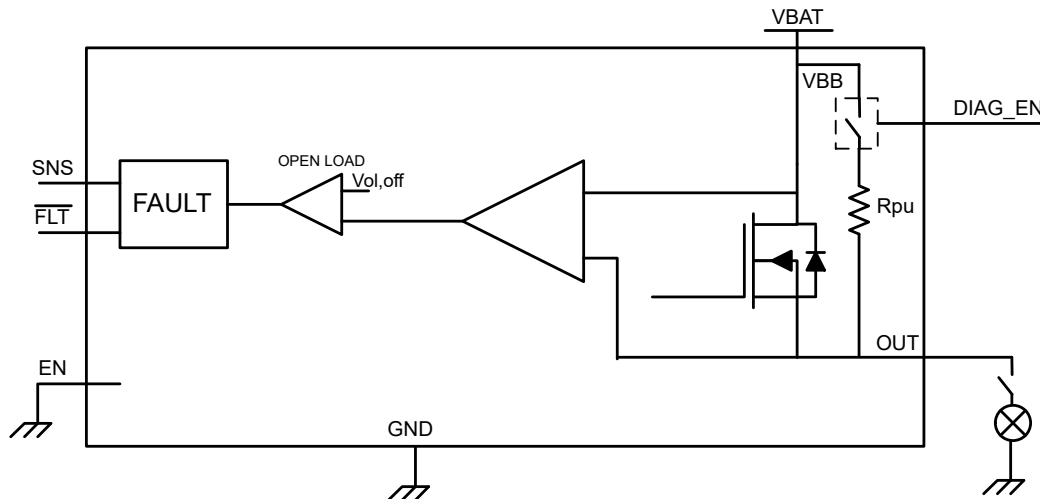 VBAT
VBB
DIAG_EN
OPEN LOAD
SNS
Vol,off
FAULT
FLT
Rpu
OUT
EN
GND